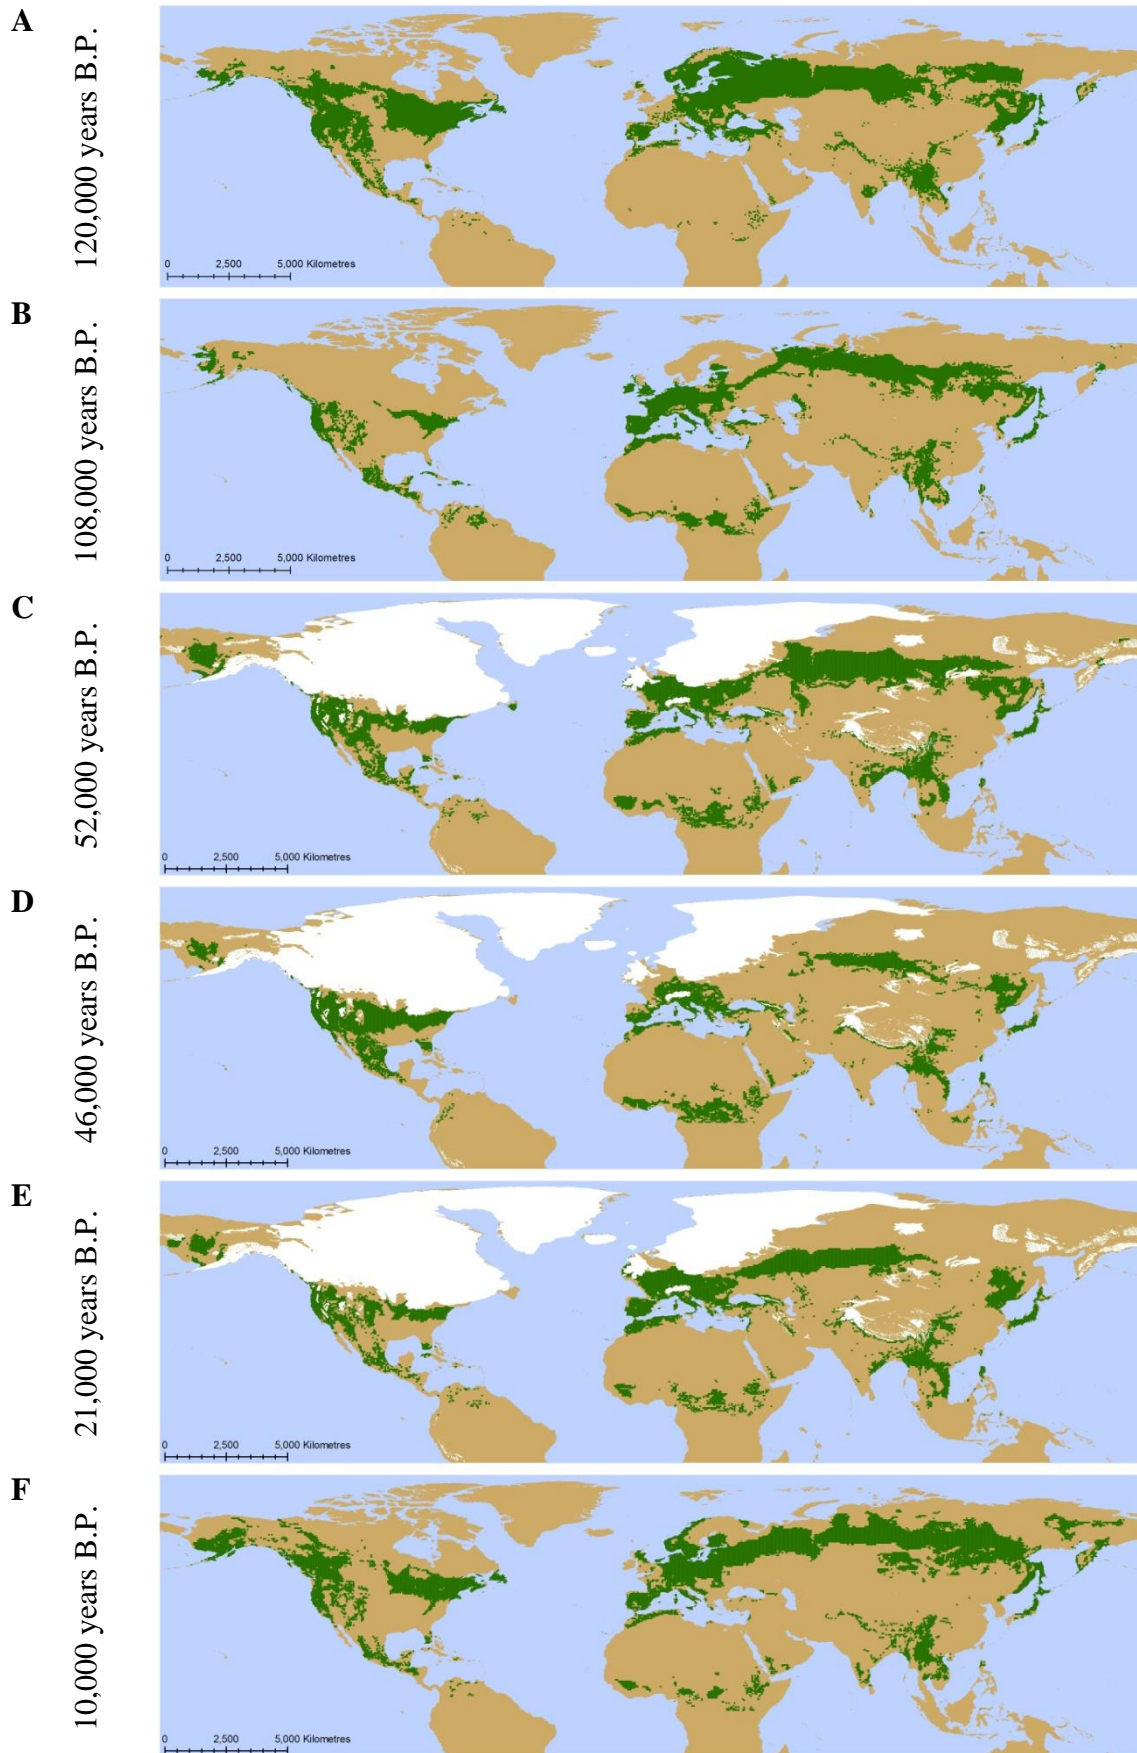 A
120,000 years B.P.
0 2,500 5,000 Kilometres
B
108,000 years B.P.
0 2,500 5,000 Kilometres
C
52,000 years B.P.
0 2,500 5,000 Kilometres
D
46,000 years B.P.
0 2,500 5,000 Kilometres
E
21,000 years B.P.
0 2,500 5,000 Kilometres
F
10,000 years B.P.
0 2,500 5,000 Kilometres